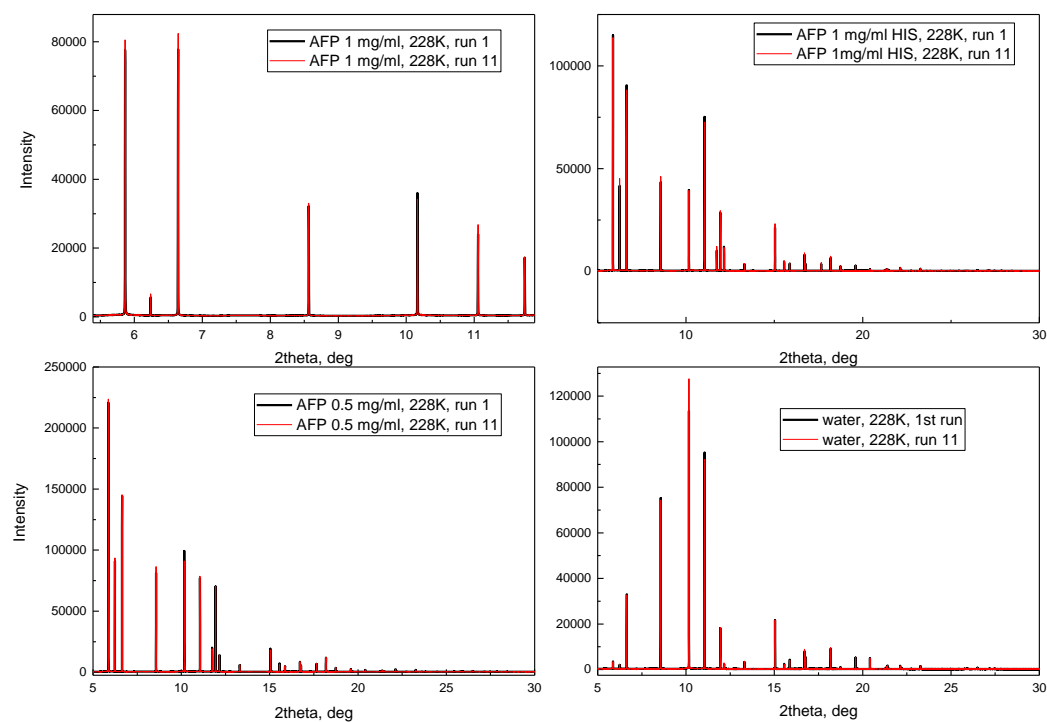 AFP 1 mg/ml, 228K, run 1
AFP 1 mg/ml, 228K, run 11
80000
60000
40000
20000
0
Intensity
6 7 8 9 10 11
2theta, deg
AFP 1 mg/ml HIS, 228K, run 1
AFP 1mg/ml HIS, 228K, run 11
100000
50000
0
10 20 30
2theta, deg
AFP 0.5 mg/ml, 228K, run 1
AFP 0.5 mg/ml, 228K, run 11
250000
200000
150000
100000
50000
0
Intensity
5 10 15 20 25 30
2theta, deg
water, 228K, 1st run
water, 228K, run 11
120000
100000
80000
60000
40000
20000
0
5 10 15 20 25 30
2theta, deg